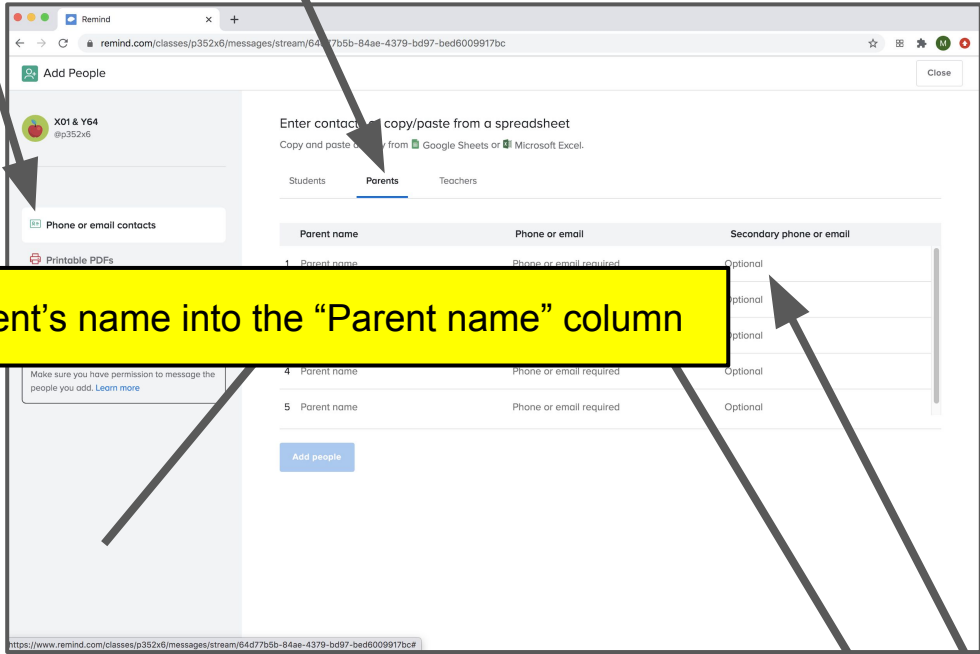 Remind
remind.com/classes/p352x6/messages/stream/64d77b5b-84ae-4379-bd97-bed6009917bc
M
Add People
Close
X01 & Y64
@p352x6
Enter contacts copy/paste from a spreadsheet
Copy and paste from Google Sheets or Microsoft Excel.
Students Parents Teachers
Phone or email contacts
Printable PDFs
Parent name Phone or email Secondary phone or email
1 Parent name Phone or email required Optional
Optional
ent’s name into the “Parent name” column
Optional
4 Parent name Phone or email required Optional
5 Parent name Phone or email required Optional
Make sure you have permission to message the
people you add. Learn more
Add people
https://www.remind.com/classes/p352x6/messages/stream/64d77b5b-84ae-4379-bd97-bed6009917bc#